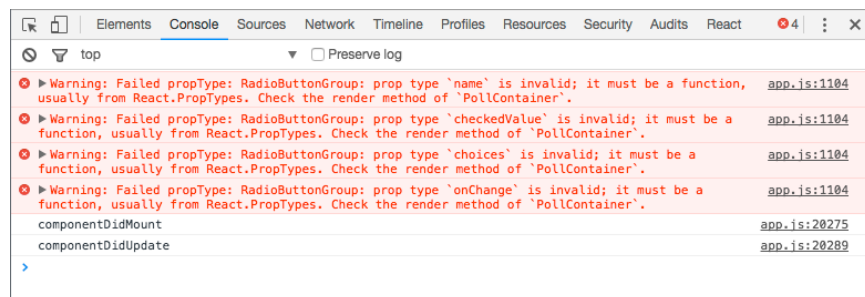 Elements Console Sources Network Timeline Profiles Resources Security Audits React 4
top Preserve log
Warning: Failed propType: RadioButtonGroup: prop type `name` is invalid; it must be a function, app.js:1104
usually from React.PropTypes. Check the render method of `PollContainer`.
Warning: Failed propType: RadioButtonGroup: prop type `checkedValue` is invalid; it must be a app.js:1104
function, usually from React.PropTypes. Check the render method of `PollContainer`.
Warning: Failed propType: RadioButtonGroup: prop type `choices` is invalid; it must be a app.js:1104
function, usually from React.PropTypes. Check the render method of `PollContainer`.
Warning: Failed propType: RadioButtonGroup: prop type `onChange` is invalid; it must be a app.js:1104
function, usually from React.PropTypes. Check the render method of `PollContainer`.
componentDidMount app.js:20275
componentDidUpdate app.js:20289